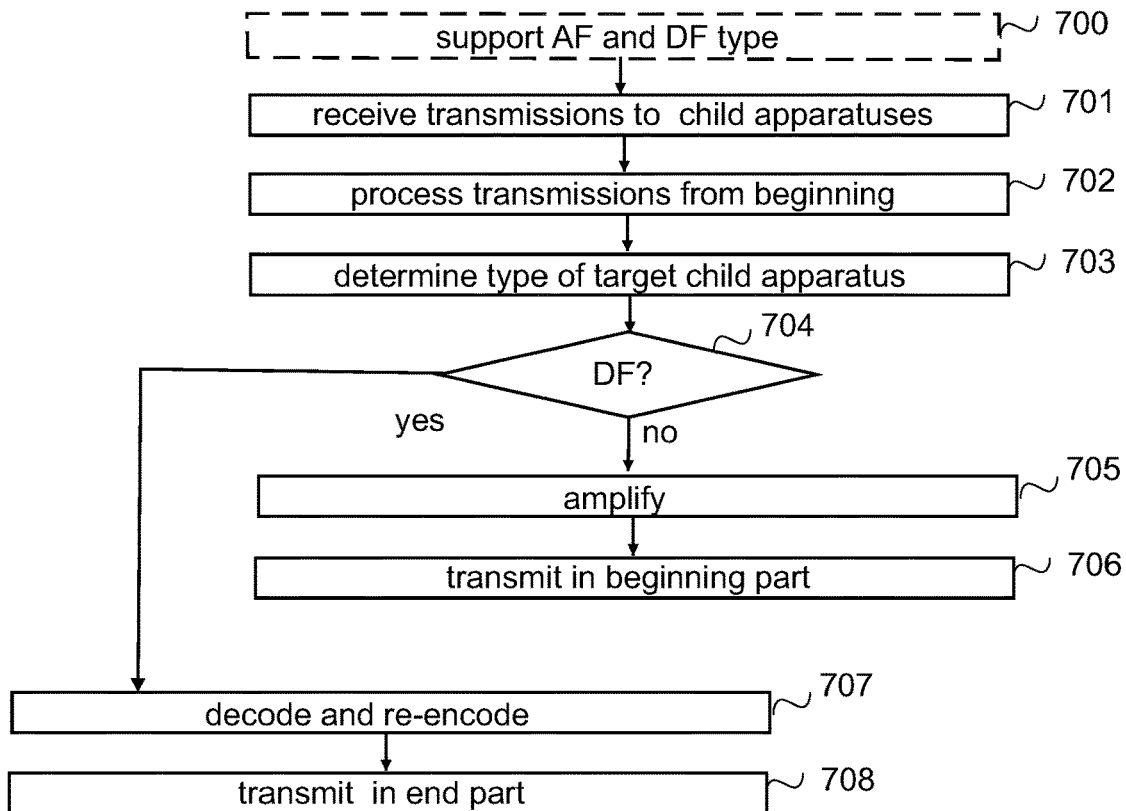 support AF and DF type
700
receive transmissions to child apparatuses
701
process transmissions from beginning
702
determine type of target child apparatus
703
704
DF?
yes
no
amplify
705
transmit in beginning part
706
decode and re-encode
707
transmit in end part
708